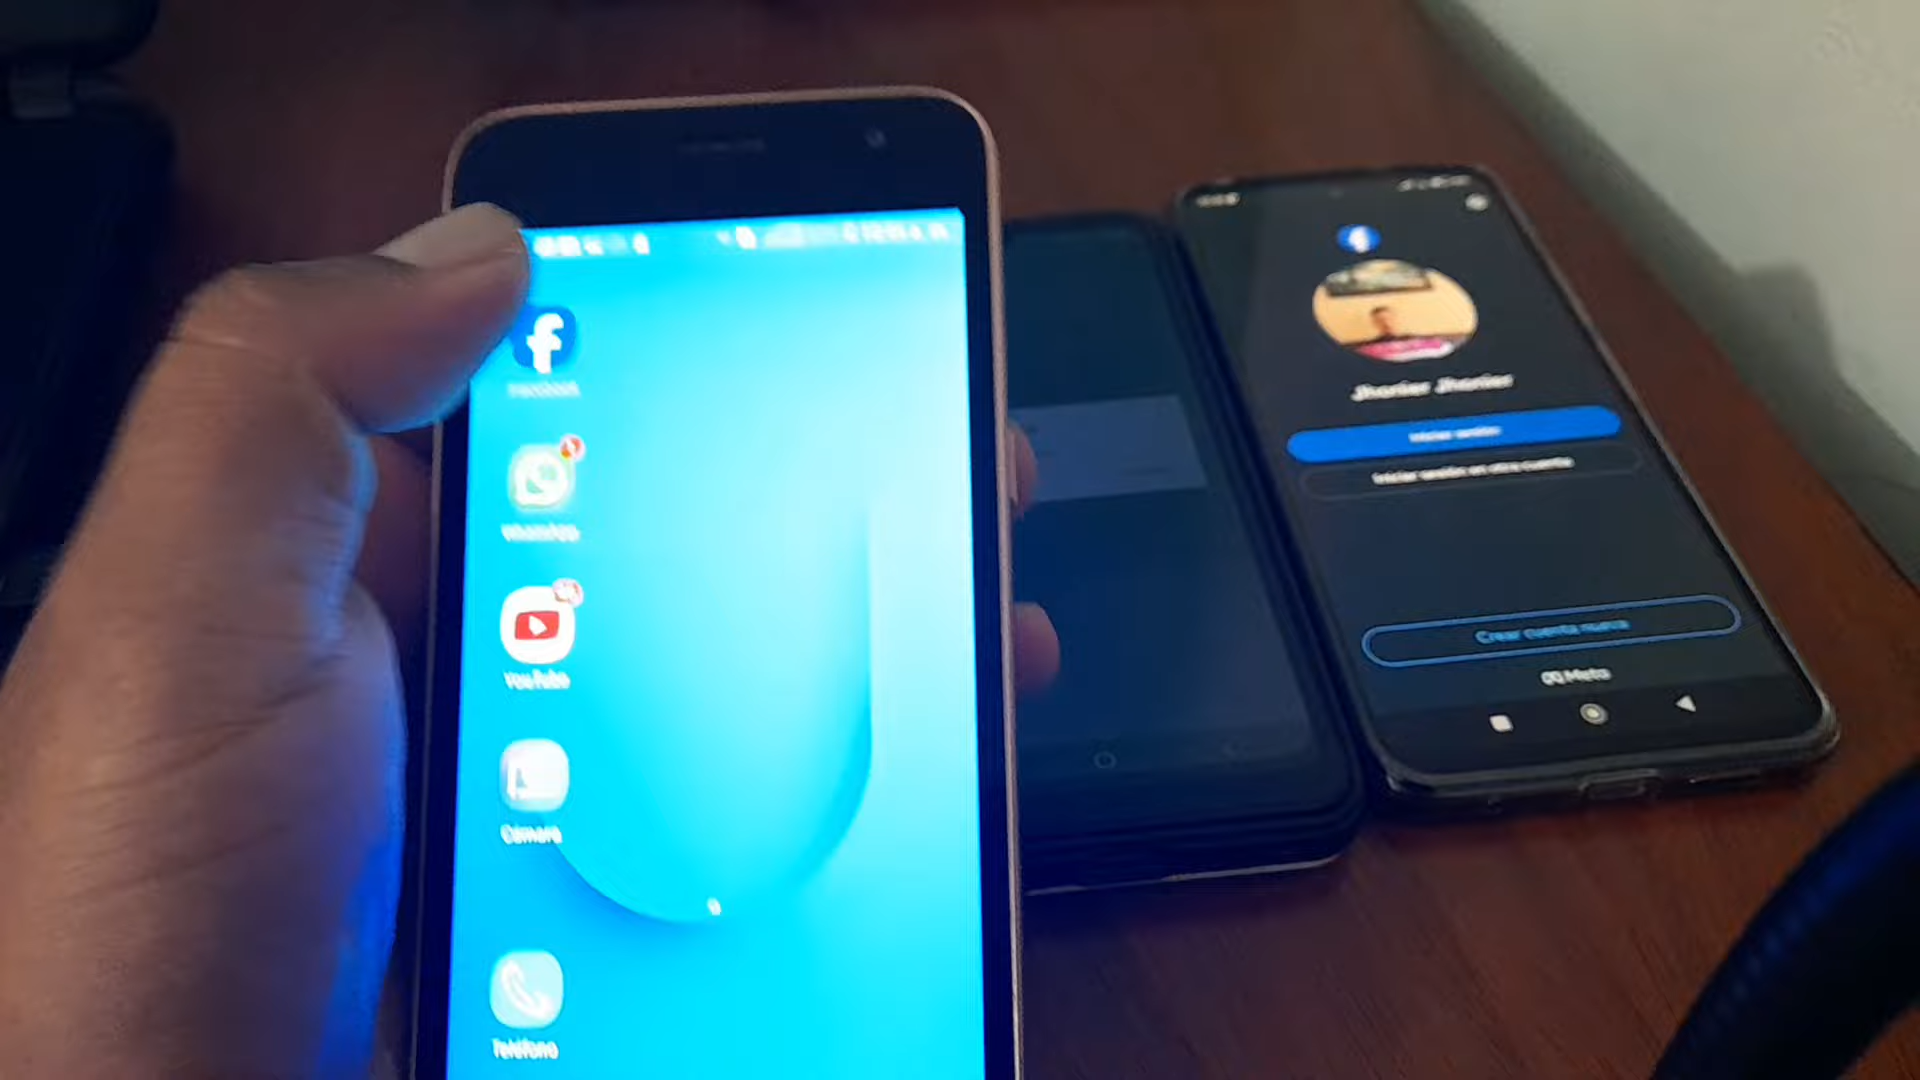 Facebook
WhatsApp
YouTube
Cámara
Teléfono
Jhonier Jhonier
Iniciar sesión
Iniciar sesión en otra cuenta
Crear cuenta nueva
Meta